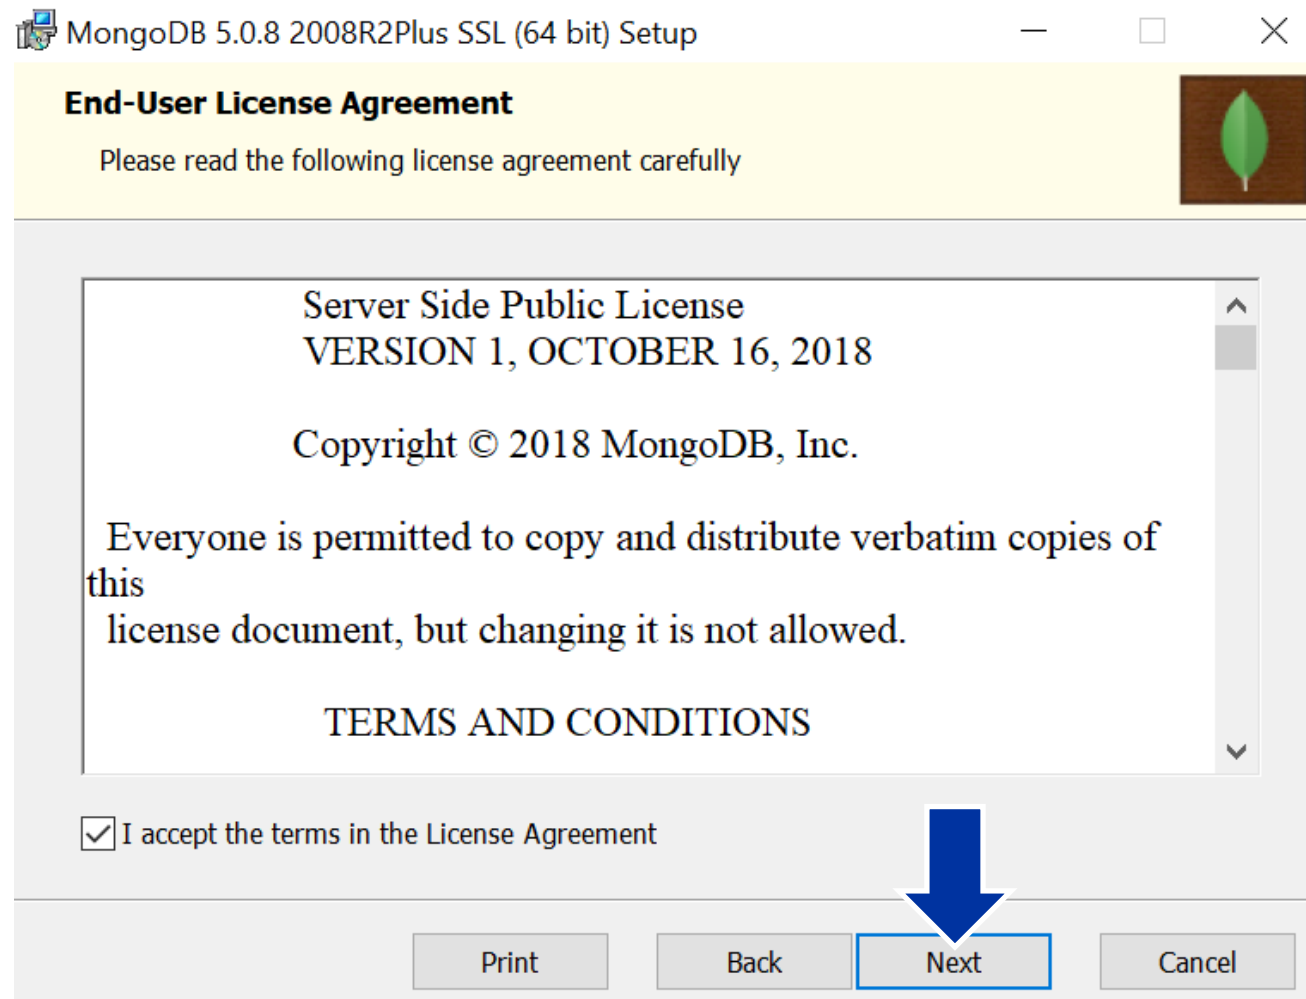 MongoDB 5.0.8 2008R2Plus SSL (64 bit) Setup
End-User License Agreement
Please read the following license agreement carefully
Server Side Public License
VERSION 1, OCTOBER 16, 2018
Copyright © 2018 MongoDB, Inc.
Everyone is permitted to copy and distribute verbatim copies of
this
license document, but changing it is not allowed.
TERMS AND CONDITIONS
I accept the terms in the License Agreement
Print Back Next Cancel